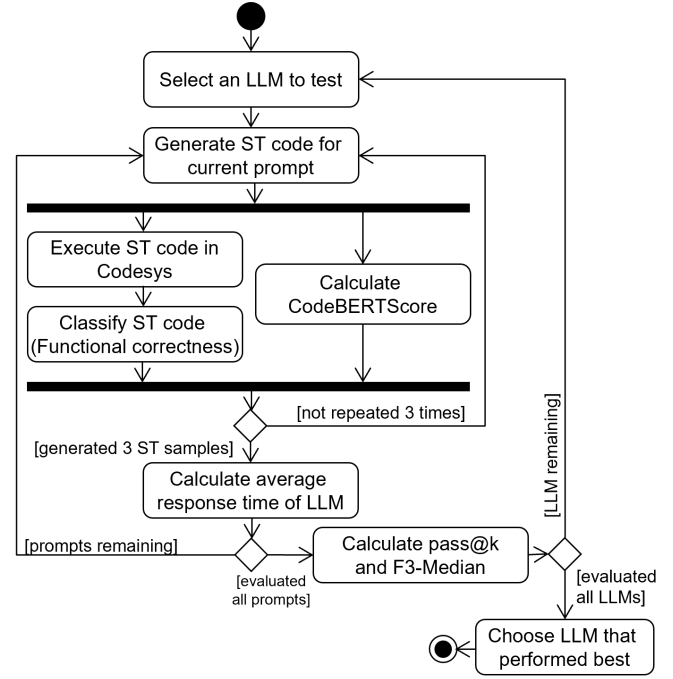 Select an LLM to test
Generate ST code for
current prompt
Execute ST code in
Codesys
Calculate
CodeBERTScore
Classify ST code
(Functional correctness)
[not repeated 3 times]
[generated 3 ST samples]
Calculate average
response time of LLM
[LLM remaining]
[prompts remaining]
[evaluated
all prompts]
Calculate pass@k
and F3-Median
[evaluated
all LLMs]
Choose LLM that
performed best